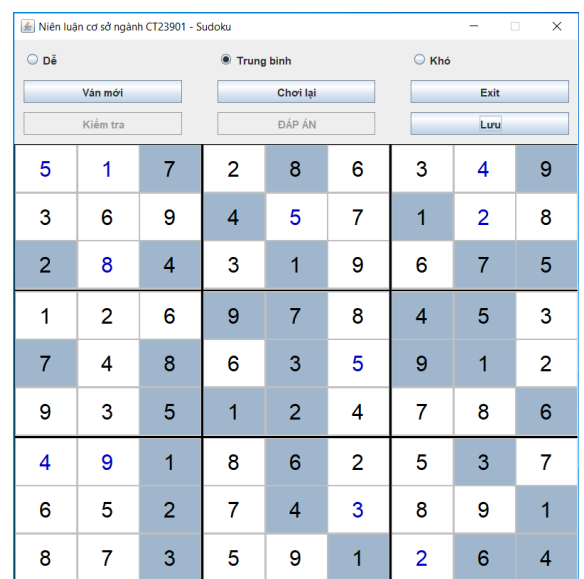 Niên luận cơ sở ngành CT23901 - Sudoku
Dễ Trung bình Khó
Ván mới Chơi lại Exit
Kiểm tra ĐÁP ÁN Lưu
5 1 7 2 8 6 3 4 9
3 6 9 4 5 7 1 2 8
2 8 4 3 1 9 6 7 5
1 2 6 9 7 8 4 5 3
7 4 8 6 3 5 9 1 2
9 3 5 1 2 4 7 8 6
4 9 1 8 6 2 5 3 7
6 5 2 7 4 3 8 9 1
8 7 3 5 9 1 2 6 4